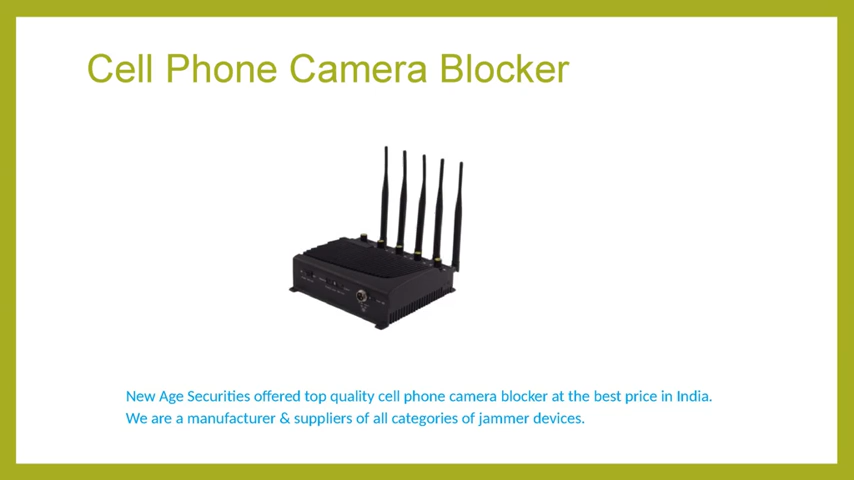 Cell Phone Camera Blocker
New Age Securities offered top quality cell phone camera blocker at the best price in India.
We are a manufacturer & suppliers of all categories of jammer devices.